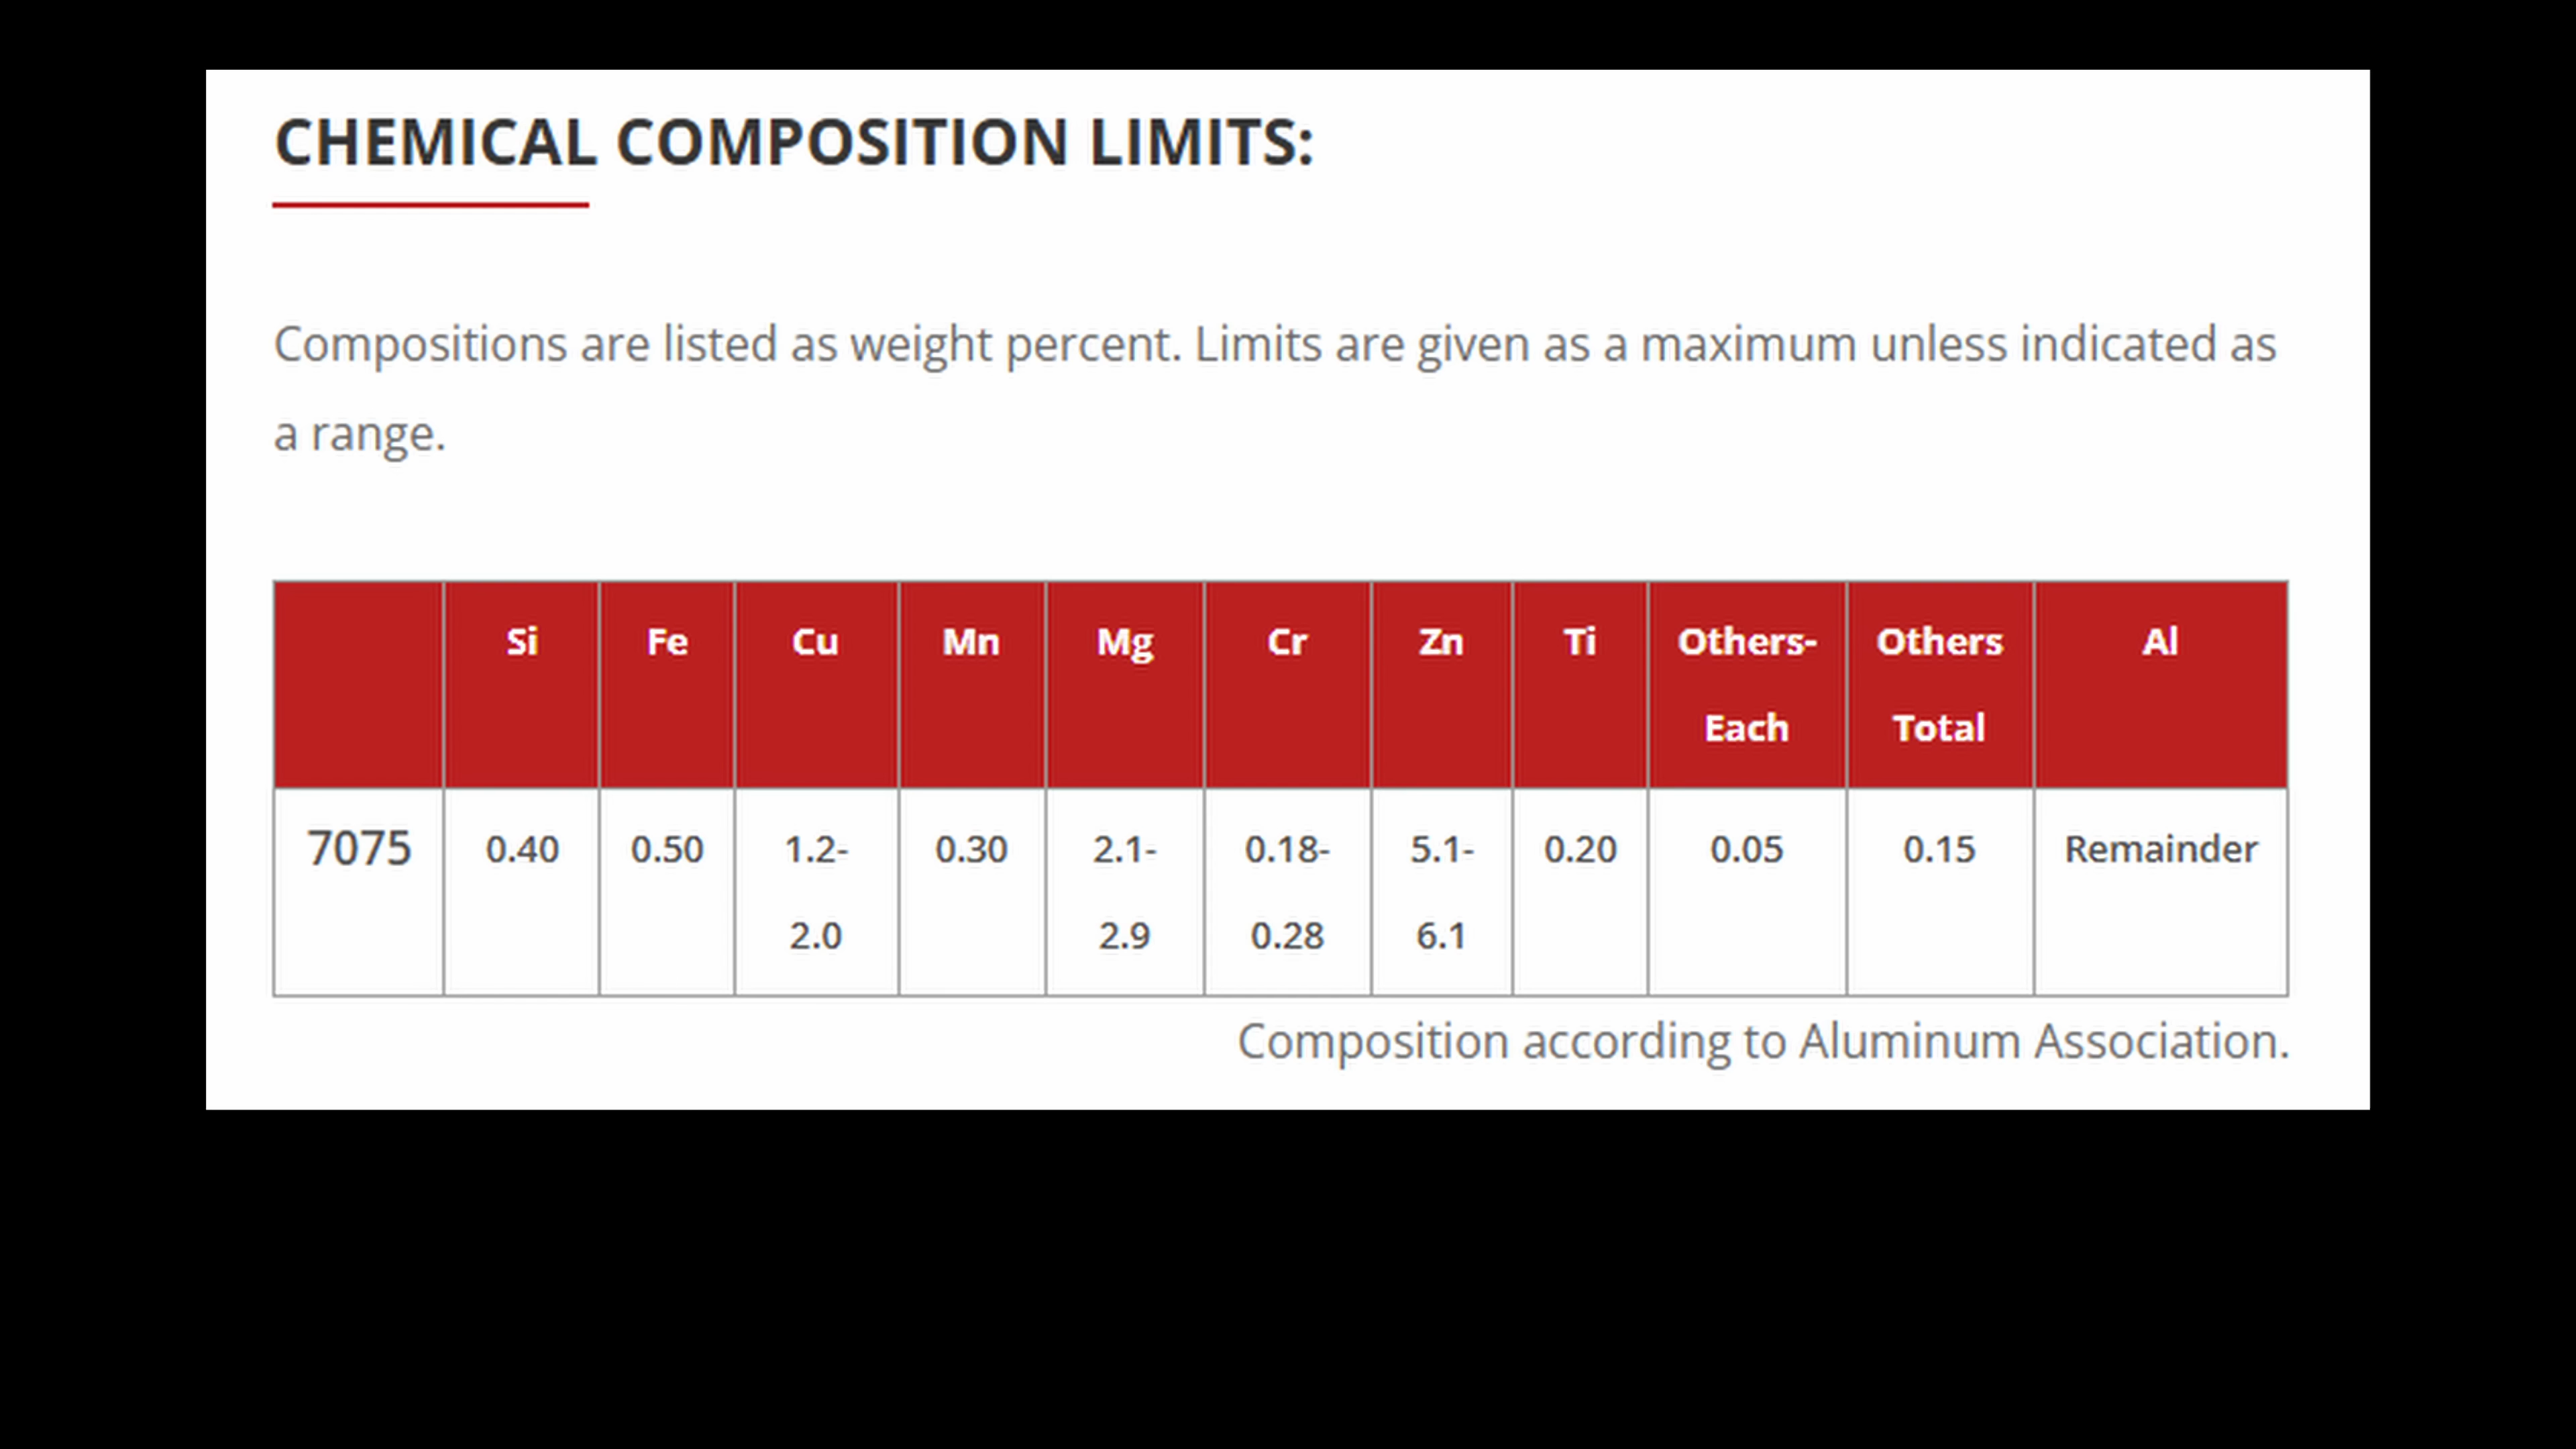 CHEMICAL COMPOSITION LIMITS:
Compositions are listed as weight percent. Limits are given as a maximum unless indicated as
a range.
Si Fe Cu Mn Mg Cr Zn Ti Others- Others Al
Each Total
7075 0.40 0.50 1.2- 0.30 2.1- 0.18- 5.1- 0.20 0.05 0.15 Remainder
2.0 2.9 0.28 6.1
Composition according to Aluminum Association.